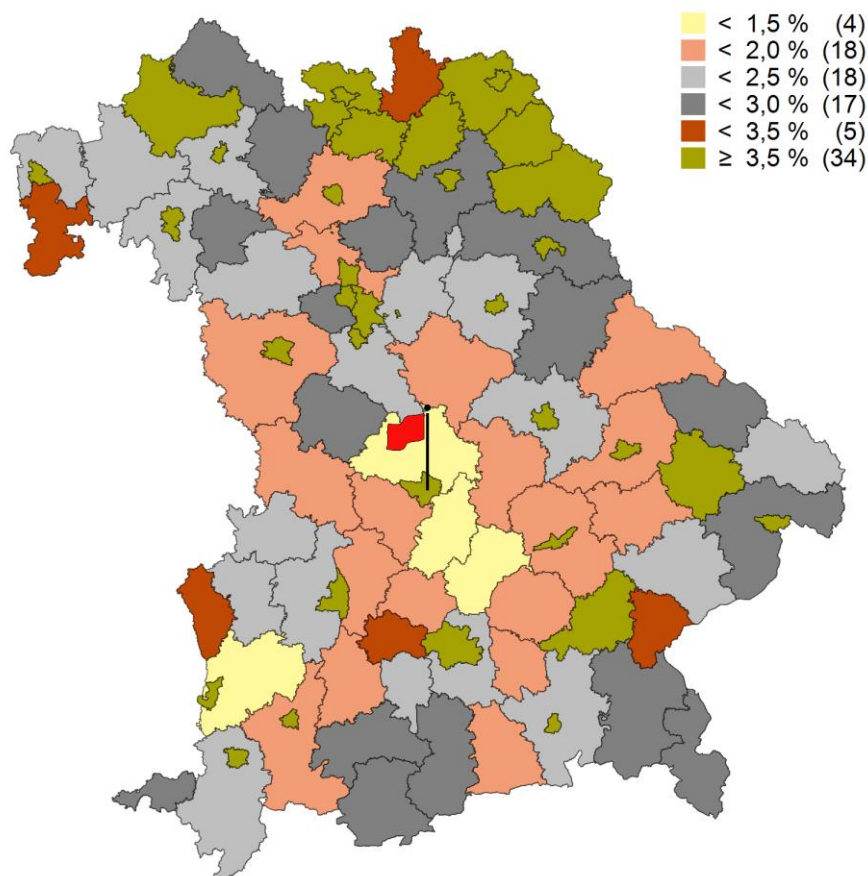 < 1,5 % (4)
< 2,0 % (18)
< 2,5 % (18)
< 3,0 % (17)
< 3,5 % (5)
≥ 3,5 % (34)